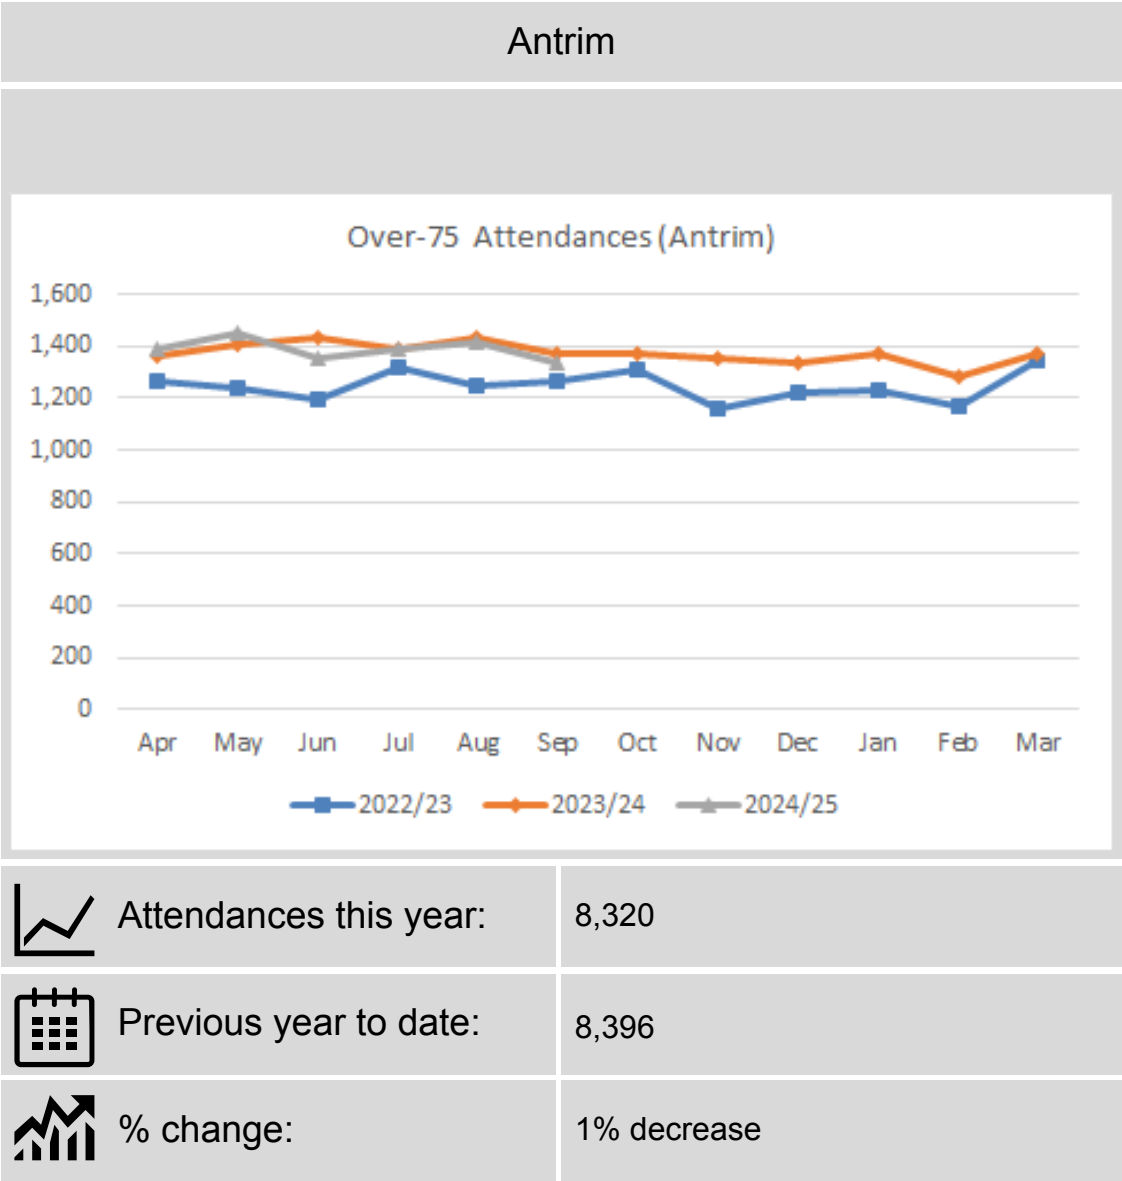 Antrim
Over-75 Attendances (Antrim)
1,600
1,400
1,200
1,000
800
600
400
200
0
Apr May Jun Jul Aug Sep Oct Nov Dec Jan Feb Mar
2022/23 2023/24 2024/25
Attendances this year: 8,320
Previous year to date: 8,396
% change: 1% decrease